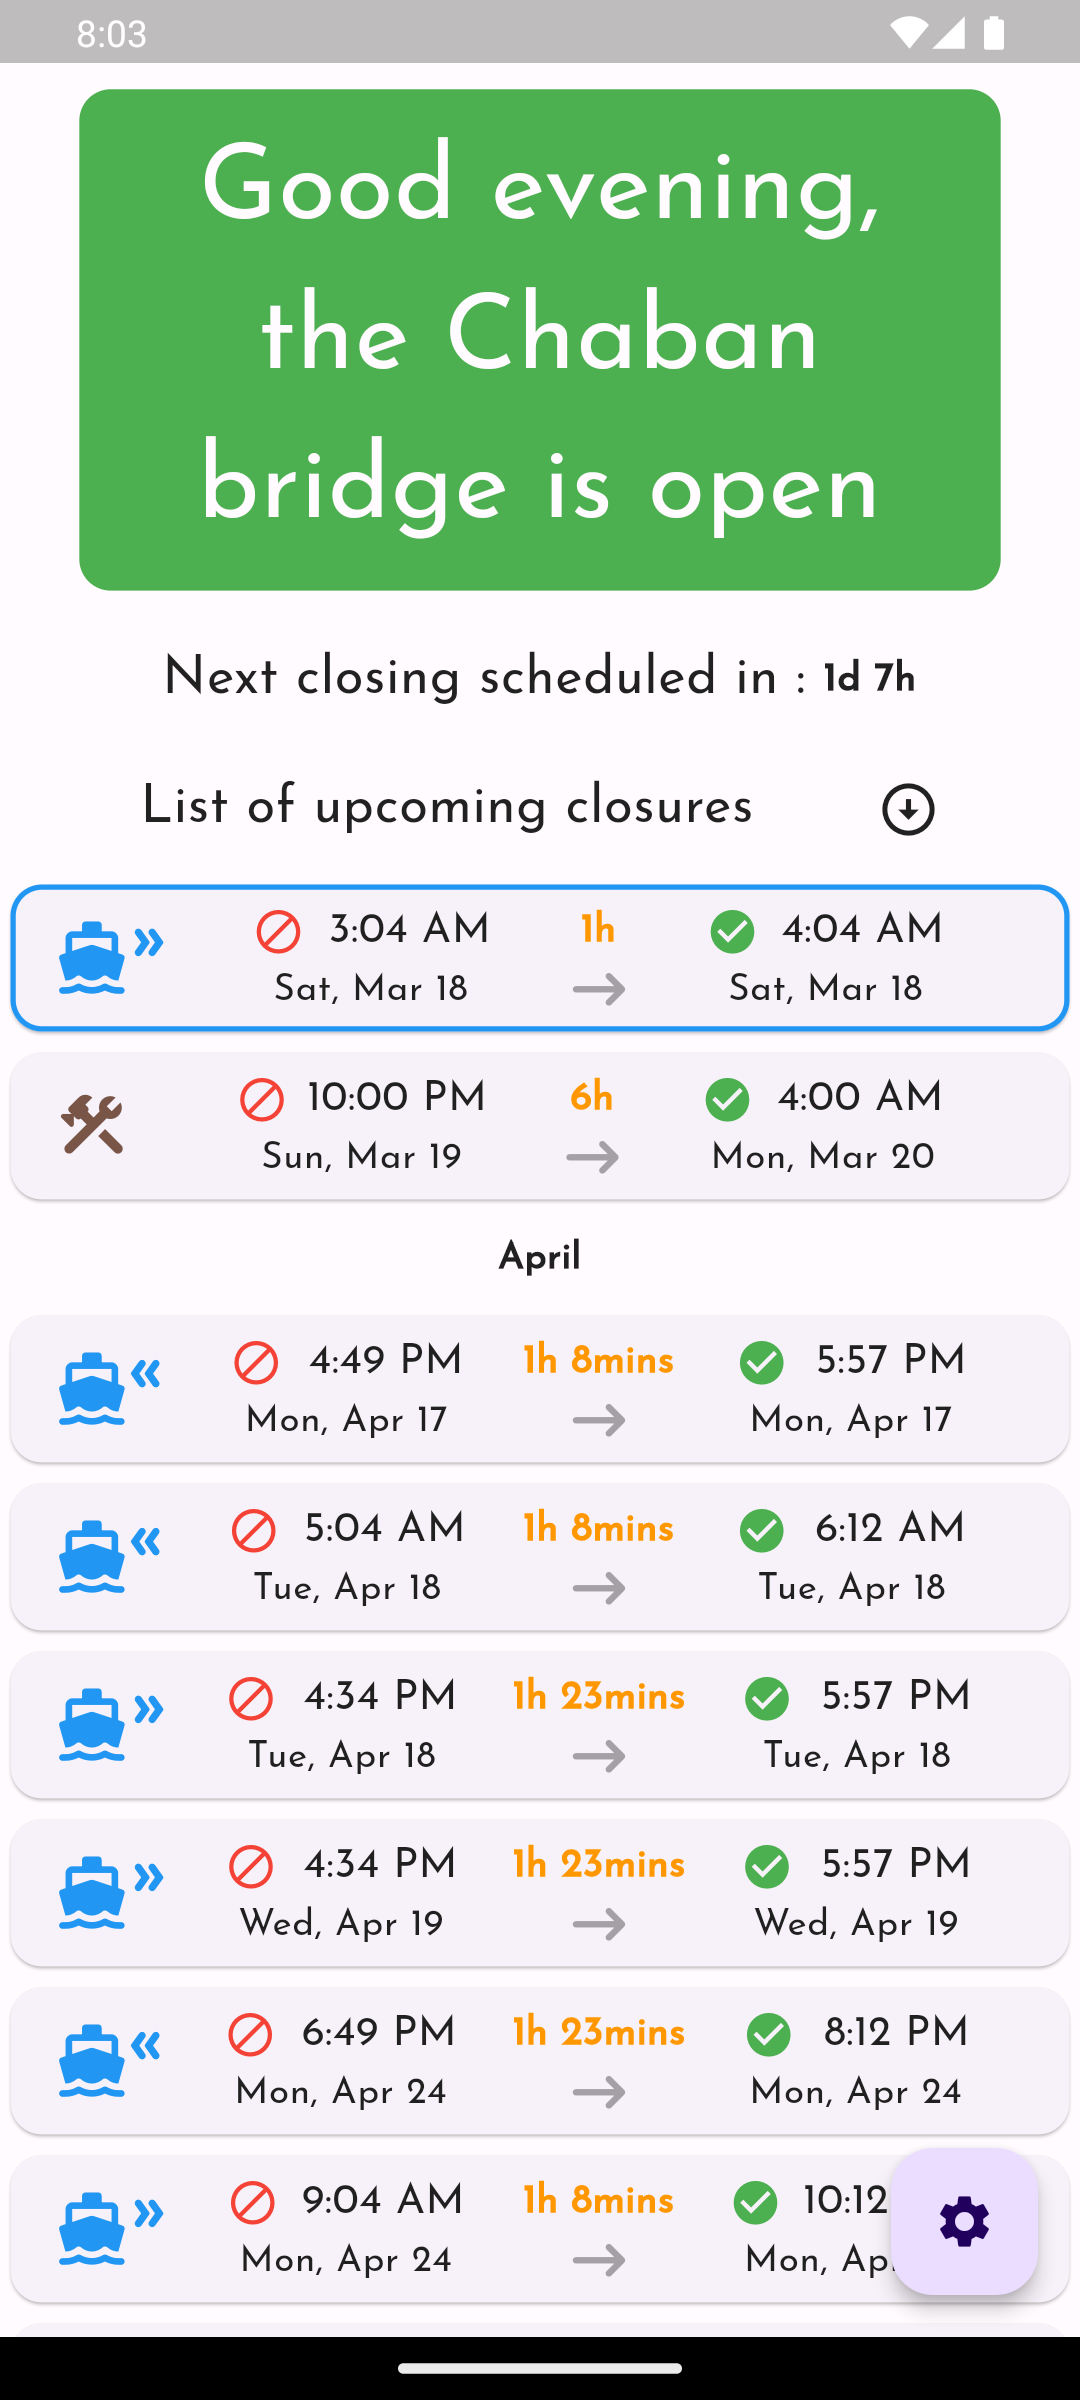 8:03
Good evening,
the Chaban
bridge is open
Next closing scheduled in : 1d 7h
List of upcoming closures
3:04 AM 1h 4:04 AM
Sat, Mar 18 Sat, Mar 18
10:00 PM 6h 4:00 AM
Sun, Mar 19 Mon, Mar 20
April
4:49 PM 1h 8mins 5:57 PM
Mon, Apr 17 Mon, Apr 17
5:04 AM 1h 8mins 6:12 AM
Tue, Apr 18 Tue, Apr 18
4:34 PM 1h 23mins 5:57 PM
Tue, Apr 18 Tue, Apr 18
4:34 PM 1h 23mins 5:57 PM
Wed, Apr 19 Wed, Apr 19
6:49 PM 1h 23mins 8:12 PM
Mon, Apr 24 Mon, Apr 24
9:04 AM 1h 8mins 10:12
Mon, Apr 24 Mon,